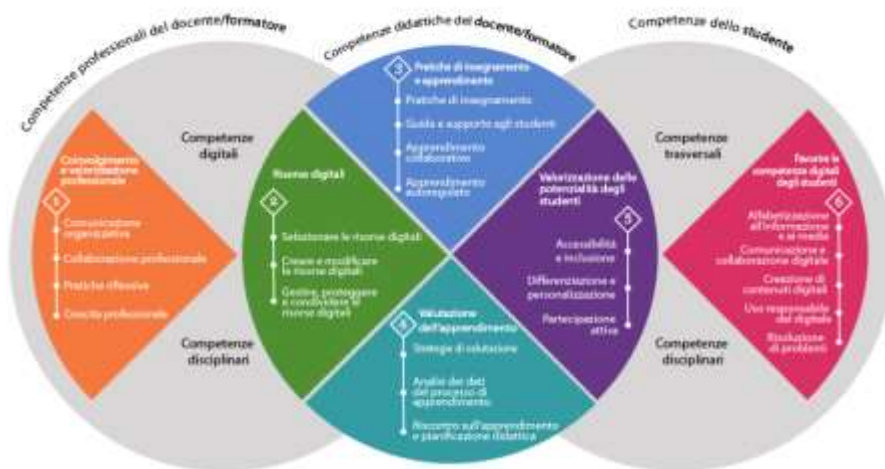 Competenze professionali del docente/formatore
Competenze didattiche del docente/formatore
Competenze dello studente
Competenze
digitali
Competenze
disciplinari
Competenze
trasversali
Competenze
disciplinari
1
Coinvolgimento
e valorizzazione
professionale
Comunicazione
organizzativa
Collaborazione professionale
Pratiche riflessive
Crescita professionale
2
Risorse digitali
Selezionare le risorse digitali
Creare e modificare
le risorse digitali
Gestire, proteggere
e condividere le
risorse digitali
3
Pratiche di insegnamento
e apprendimento
Pratiche di insegnamento
Guida e supporto agli studenti
Apprendimento
collaborativo
Apprendimento
autoregolato
4
Valutazione
dell'apprendimento
Strategie di valutazione
Analisi dei dati
del processo di
apprendimento
Riscontro sull'apprendimento
e pianificazione didattica
5
Valorizzazione delle
potenzialità degli
studenti
Accessibilità
e inclusione
Differenziazione e
personalizzazione
Partecipazione
attiva
6
Favorire le
competenze digitali
degli studenti
Alfabetizzazione
all'informazione
e ai media
Comunicazione e
collaborazione digitale
Creazione di
contenuti digitali
Uso responsabile
del digitale
Risoluzione
di problemi